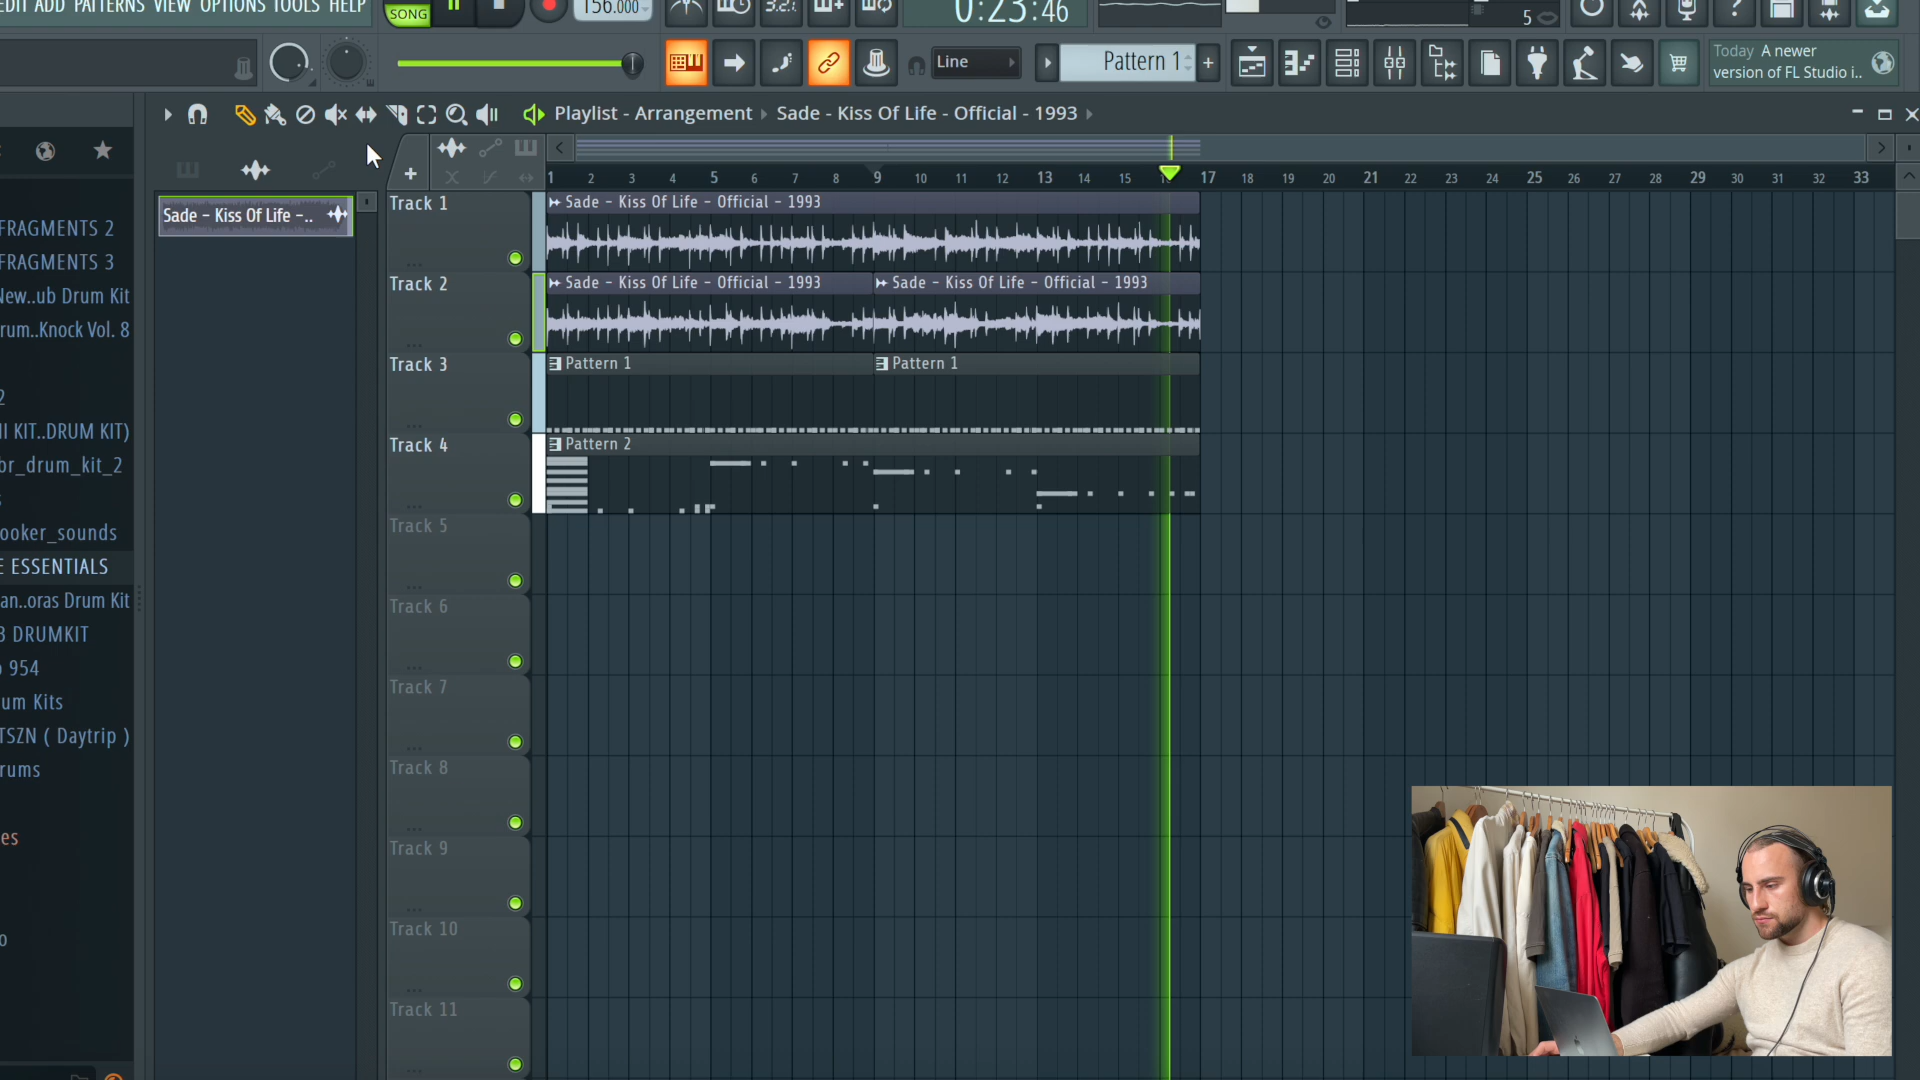 EDIT ADD PATTERNS VIEW OPTIONS TOOLS HELP
SONG
156.000
3.2.
0:23:46
5
Line
Pattern 1
+
Today A newer
version of FL Studio i..
Playlist - Arrangement
Sade - Kiss Of Life - Official - 1993
+
1 2 3 4 5 6 7 8 9 10 11 12 13 14 15 17 18 19 20 21 22 23 24 25 26 27 28 29 30 31 32 33
Sade - Kiss Of Life -..
Track 1
Sade - Kiss Of Life - Official - 1993
Track 2
Sade - Kiss Of Life - Official - 1993
Sade - Kiss Of Life - Official - 1993
Track 3
Pattern 1
Pattern 1
Track 4
Pattern 2
Track 5
Track 6
Track 7
Track 8
Track 9
Track 10
Track 11
FRAGMENTS 2
FRAGMENTS 3
New..ub Drum Kit
rum..Knock Vol. 8
2
II KIT..DRUM KIT)
br_drum_kit_2
s
ooker_sounds
E ESSENTIALS
an..oras Drum Kit
3 DRUMKIT
954
um Kits
TSZN ( Daytrip )
rums
es
o